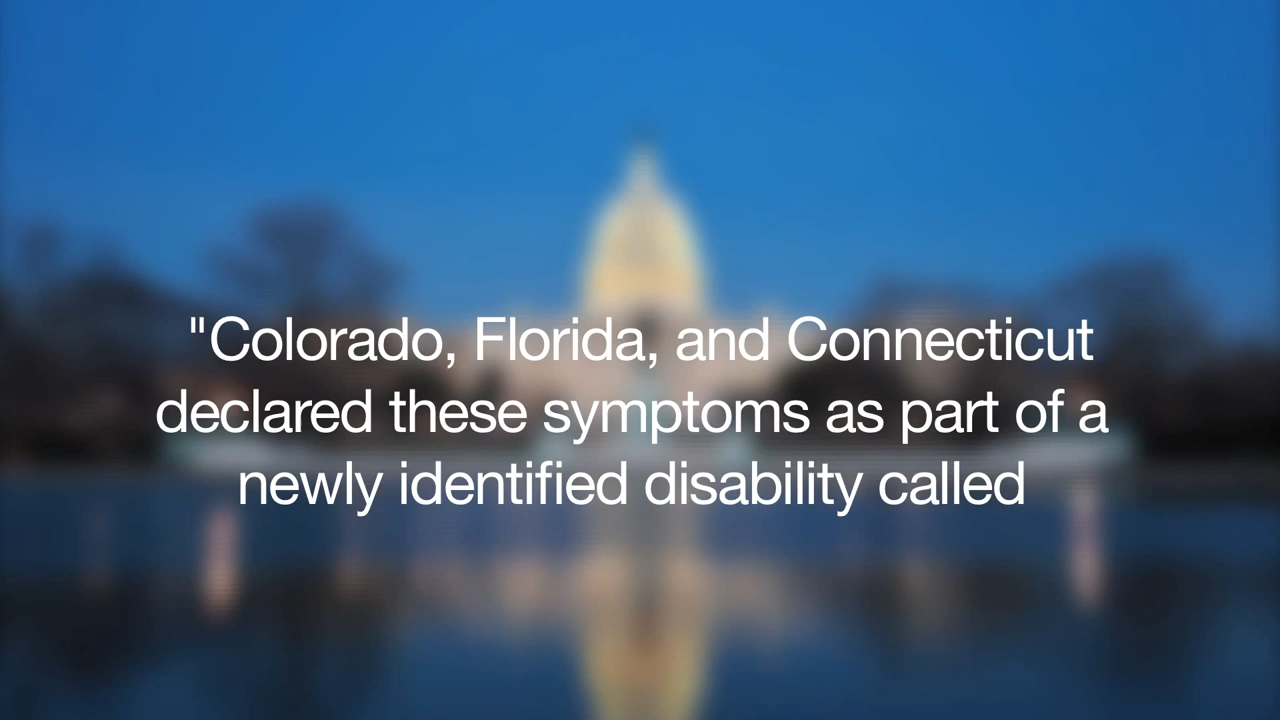 "Colorado, Florida, and Connecticut
declared these symptoms as part of a
newly identified disability called